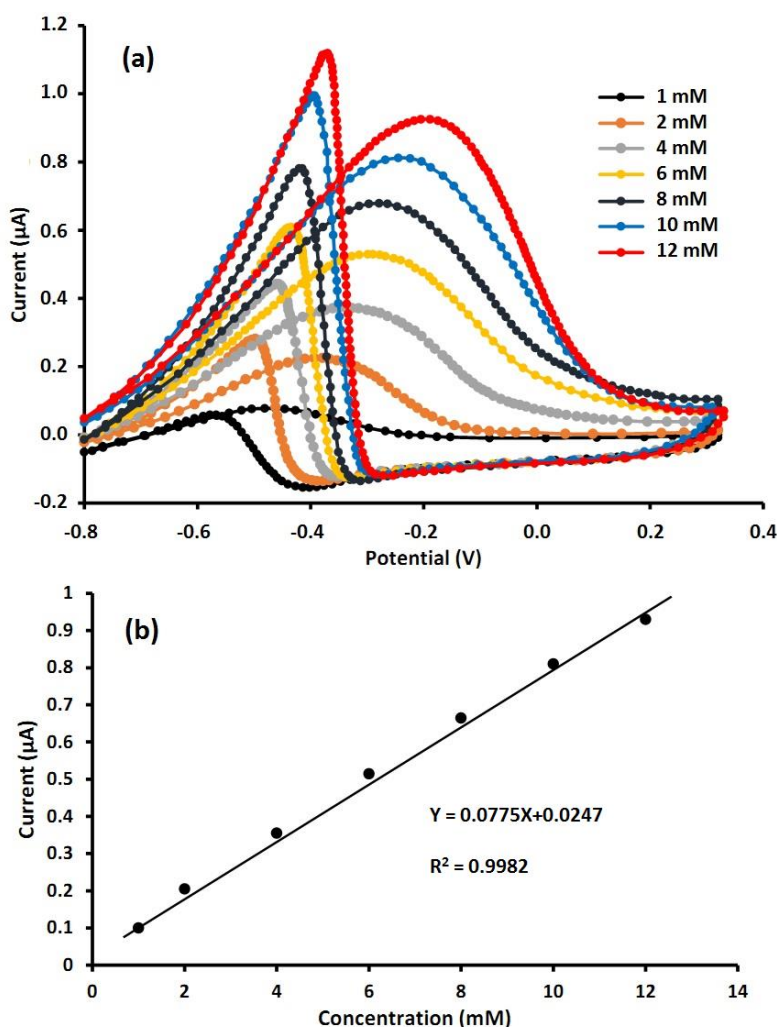 (a)
1.2
1.0
0.8
0.6
0.4
0.2
0.0
-0.2
Current (µA)
1 mM
2 mM
4 mM
6 mM
8 mM
10 mM
12 mM
-0.8 -0.6 -0.4 -0.2 0.0 0.2 0.4
Potential (V)
(b)
1
0.9
0.8
0.7
0.6
0.5
0.4
0.3
0.2
0.1
0
Current (µA)
Y = 0.0775X+0.0247
R² = 0.9982
0 2 4 6 8 10 12 14
Concentration (mM)